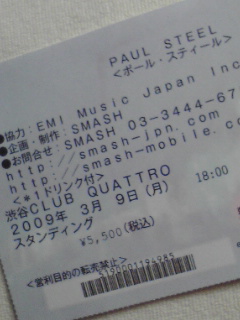 PAUL STEEL
<ポール・スティール>
●協力：EMI Music Japan Inc
●企画・制作：SMASH
●お問合せ：SMASH 03-3444-67
http://smash-jpn.com
http://smash-mobile.co
<*1ドリンク付>
渋谷CLUB QUATTRO
2009年 3月 9日(月) 18:00
スタンディング
¥5,500(税込)
<営利目的の転売禁止>